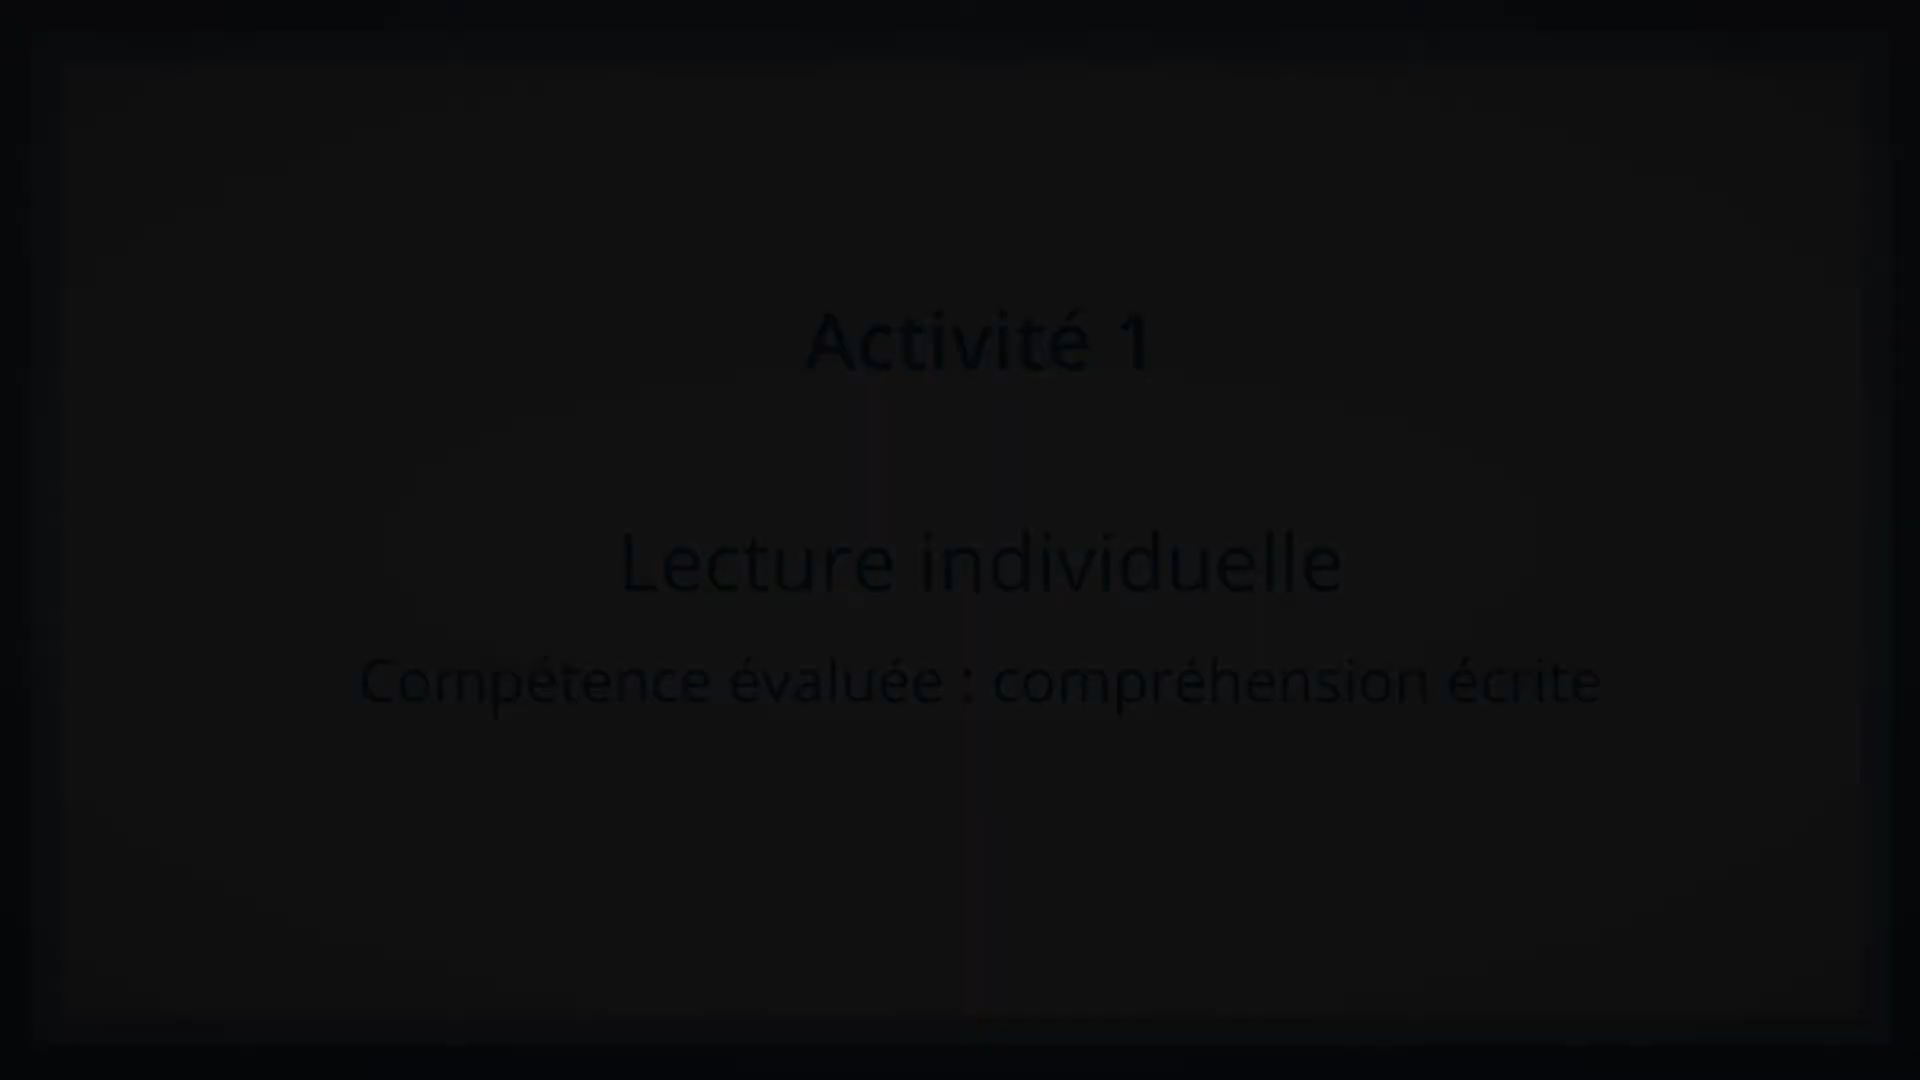 Activité 1
Lecture individuelle
Compétence évaluée : compréhension écrite